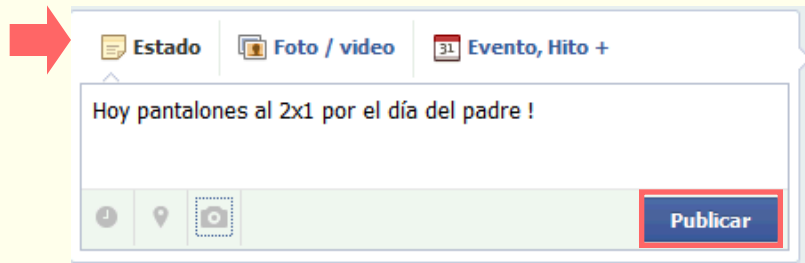 Estado Foto / video Evento, Hito +
Hoy pantalones al 2x1 por el día del padre !
Publicar